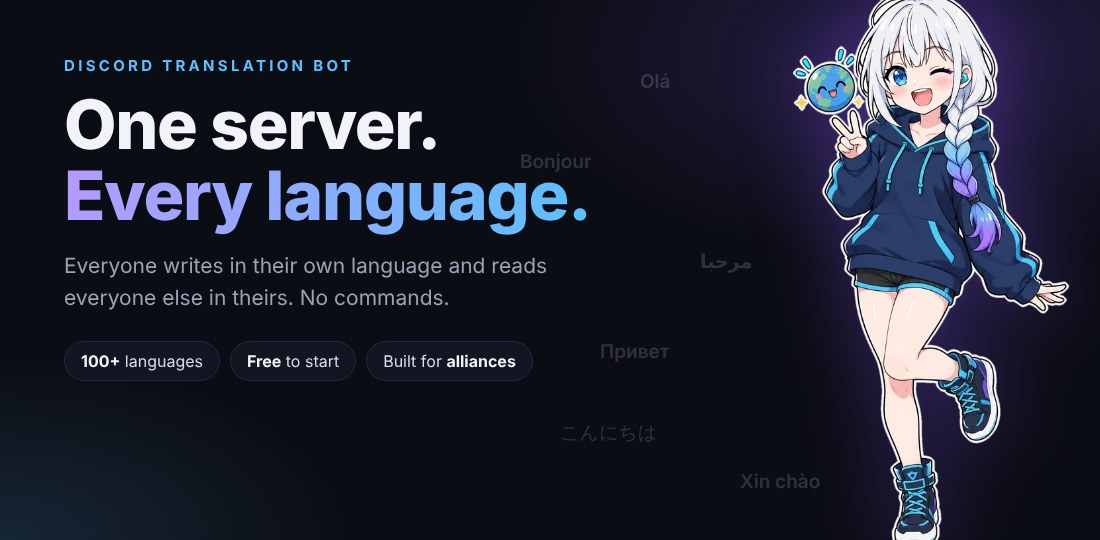 DISCORD TRANSLATION BOT
One server.
Every language.
Everyone writes in their own language and reads
everyone else in theirs. No commands.
100+ languages
Free to start
Built for alliances
Olá
Bonjour
مرحبا
Привет
こんにちは
Xin chào